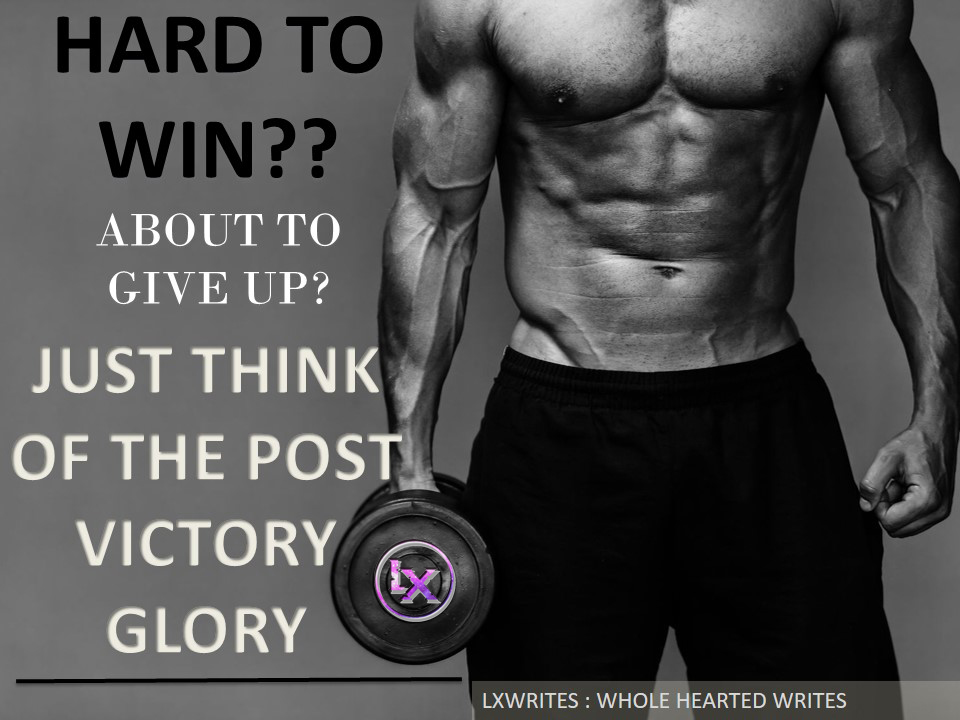 HARD TO
WIN??
ABOUT TO
GIVE UP?
JUST THINK
OF THE POST
VICTORY
GLORY
LX
LXWRITES : WHOLE HEARTED WRITES